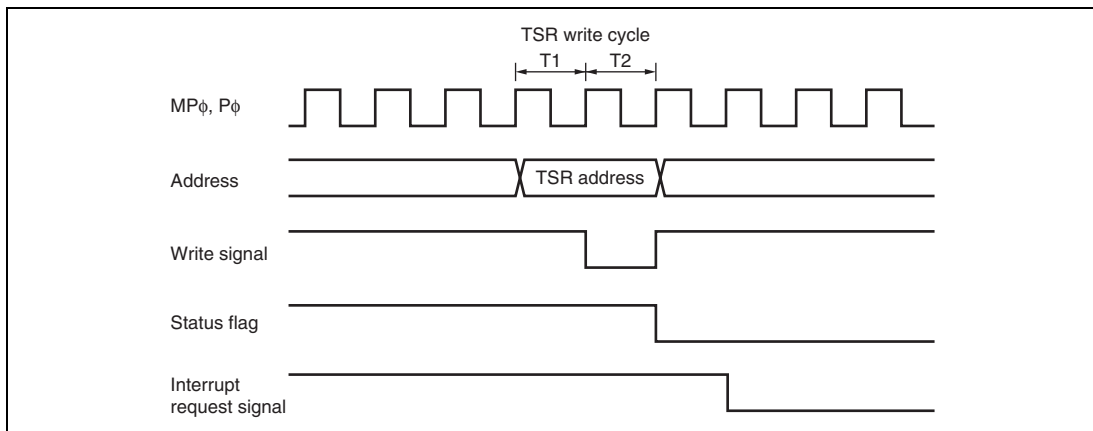 TSR write cycle
T1
T2
MPϕ, Pϕ
Address
TSR address
Write signal
Status flag
Interrupt
request signal